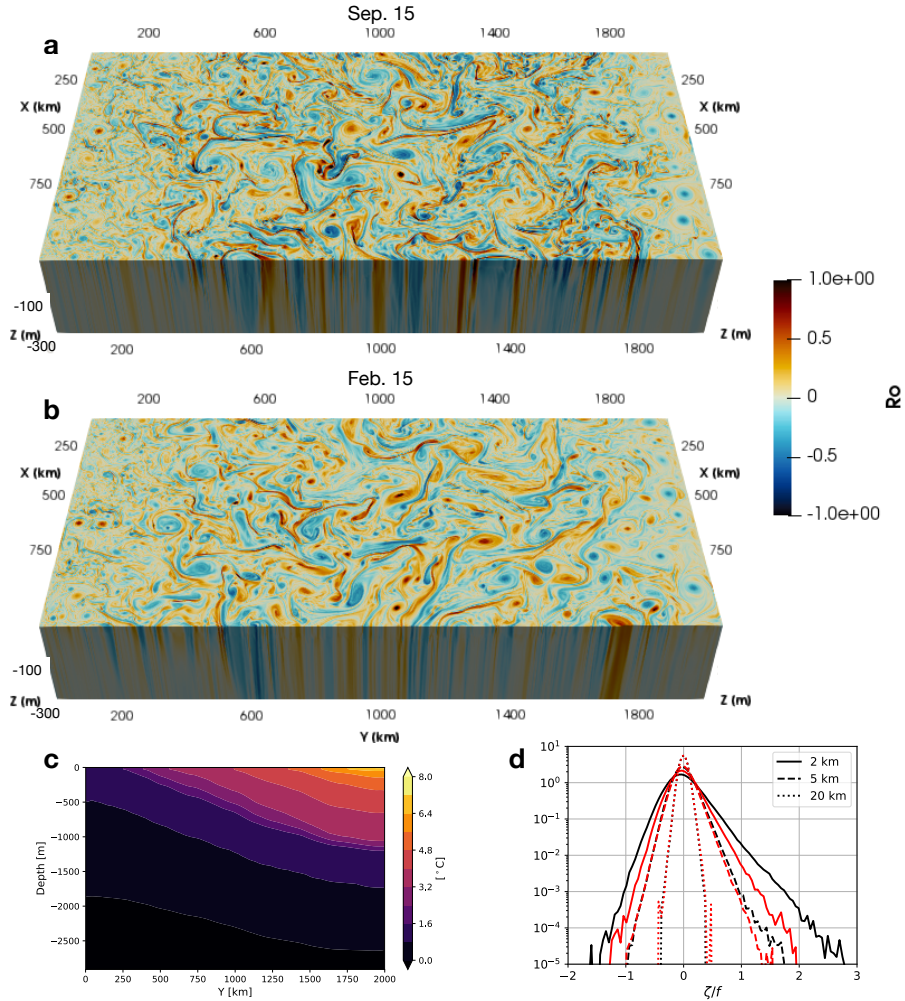 Sep. 15
a
200 600 1000 1400 1800
250 250
X (km) X (km)
500 500
750 750
-100
Z (m) Z (m)
-300
200 600 1000 1400 1800
1.0e+00
0.5
0
-0.5
-1.0e+00
Ro
Feb. 15
b
200 600 1000 1400 1800
250 250
X (km) X (km)
500 500
750 750
-100
Z (m) Z (m)
-300
200 600 1000 1400 1800
Y (km)
c
0
−500
−1000
−1500
−2000
−2500
Depth [m]
0 250 500 750 1000 1250 1500 1750 2000
Y [km]
8.0
6.4
4.8
3.2
1.6
0.0
[°C]
d
10^1
10^0
10^−1
10^−2
10^−3
10^−4
10^−5
2 km
5 km
20 km
−2 −1 0 1 2 3
ζ/f